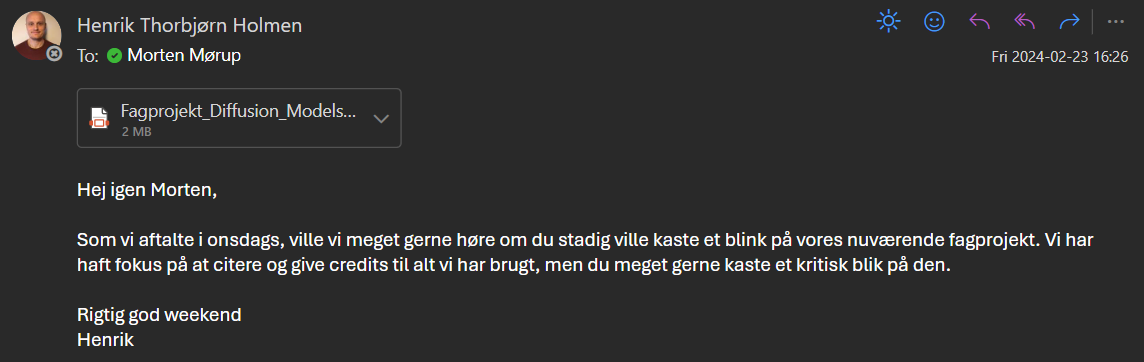 Henrik Thorbjørn Holmen
To: Morten Mørup
Fri 2024-02-23 16:26
Fagprojekt_Diffusion_Models...
2 MB
Hej igen Morten,
Som vi aftalte i onsdags, ville vi meget gerne høre om du stadig ville kaste et blink på vores nuværende fagprojekt. Vi har
haft fokus på at citere og give credits til alt vi har brugt, men du meget gerne kaste et kritisk blik på den.
Rigtig god weekend
Henrik